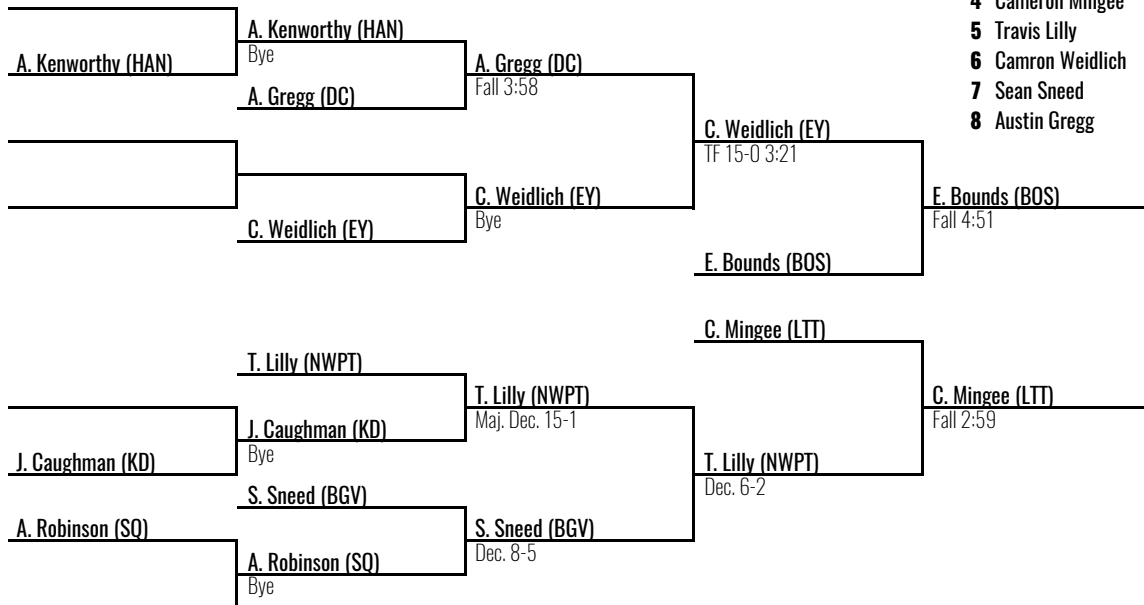 4 Cameron Mingee
5 Travis Lilly
6 Camron Weidlich
7 Sean Sneed
8 Austin Gregg
A. Kenworthy (HAN)
Bye
A. Kenworthy (HAN)
A. Gregg (DC)
Fall 3:58
A. Gregg (DC)
C. Weidlich (EY)
TF 15-0 3:21
C. Weidlich (EY)
Bye
E. Bounds (BOS)
Fall 4:51
C. Weidlich (EY)
E. Bounds (BOS)
C. Mingee (LTT)
T. Lilly (NWPT)
T. Lilly (NWPT)
Maj. Dec. 15-1
C. Mingee (LTT)
Fall 2:59
J. Caughman (KD)
Bye
J. Caughman (KD)
T. Lilly (NWPT)
Dec. 6-2
S. Sneed (BGV)
A. Robinson (SQ)
S. Sneed (BGV)
Dec. 8-5
A. Robinson (SQ)
Bye